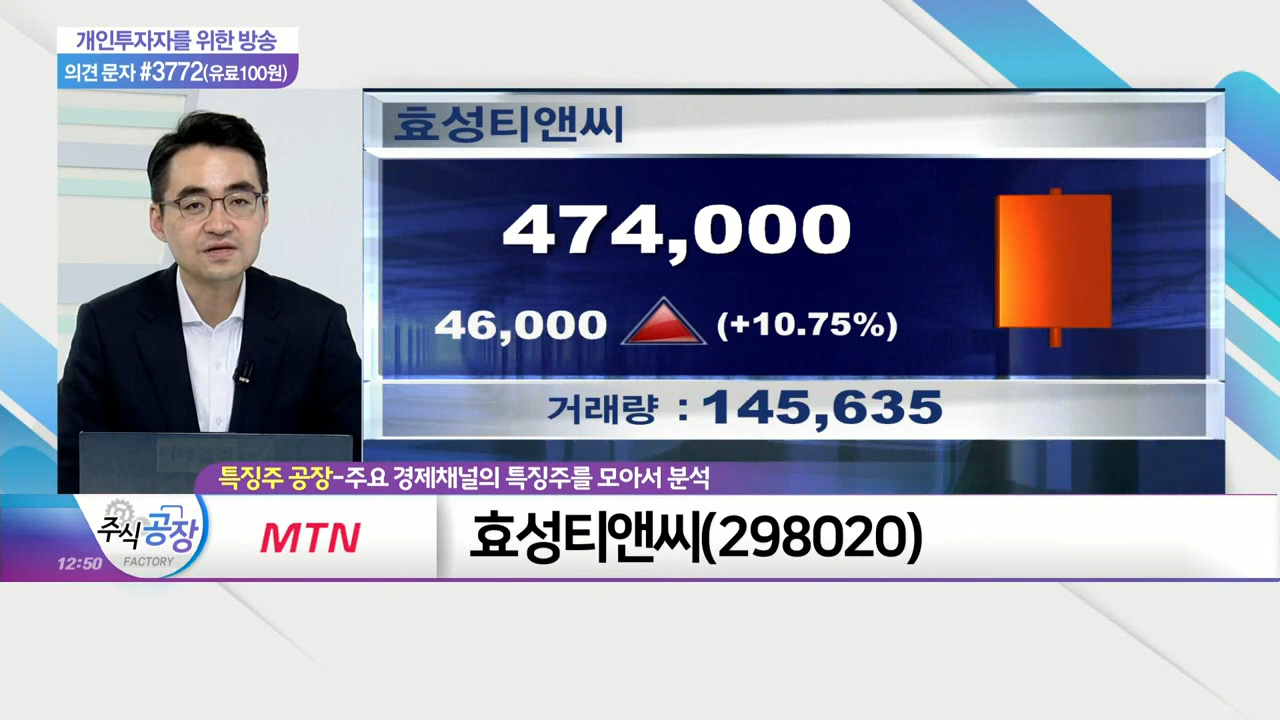 개인투자자를 위한 방송
의견 문자 #3772(유료100원)
효성티앤씨
474,000
46,000 (+10.75%)
거래량 : 145,635
특징주 공장-주요 경제채널의 특징주를 모아서 분석
주식공장
FACTORY
12:50
MTN
효성티앤씨(298020)